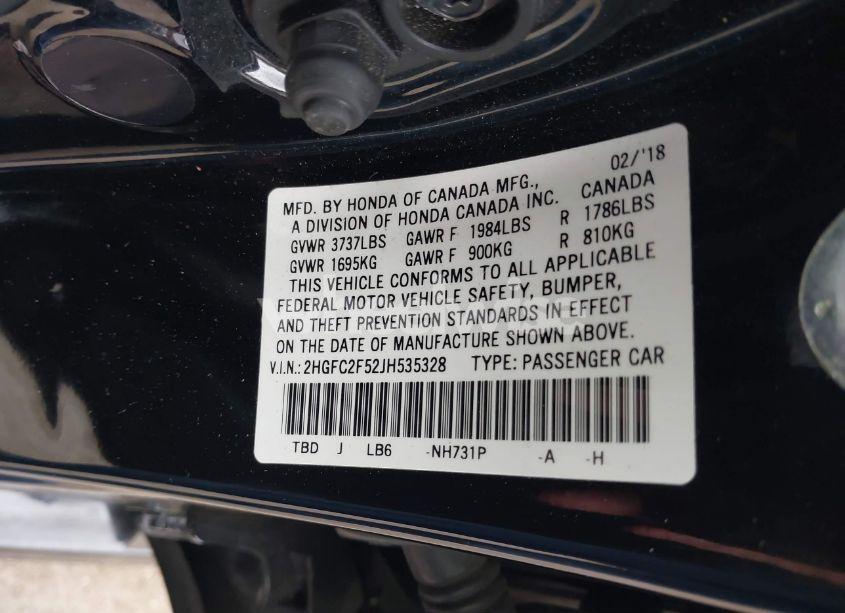 02/'18
MFD. BY HONDA OF CANADA MFG., CANADA
A DIVISION OF HONDA CANADA INC.
GVWR 3737LBS GAWR F 1984LBS R 1786LBS
GVWR 1695KG GAWR F 900KG R 810KG
THIS VEHICLE CONFORMS TO ALL APPLICABLE
FEDERAL MOTOR VEHICLE SAFETY, BUMPER,
AND THEFT PREVENTION STANDARDS IN EFFECT
ON THE DATE OF MANUFACTURE SHOWN ABOVE.
V.I.N.: 2HGFC2F52JH535328 TYPE: PASSENGER CAR
TBD J LB6 -NH731P -A -H